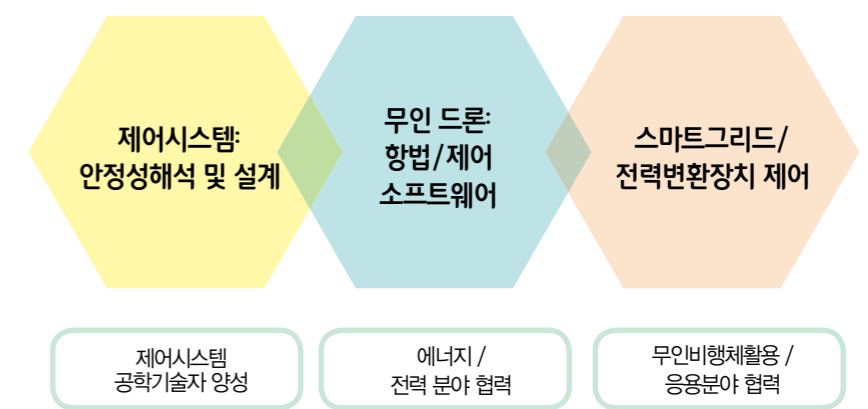 제어시스템:
안정성해석 및 설계
무인 드론:
항법/제어
소프트웨어
스마트그리드/
전력변환장치 제어
제어시스템
공학기술자 양성
에너지 /
전력 분야 협력
무인비행체활용 /
응용분야 협력